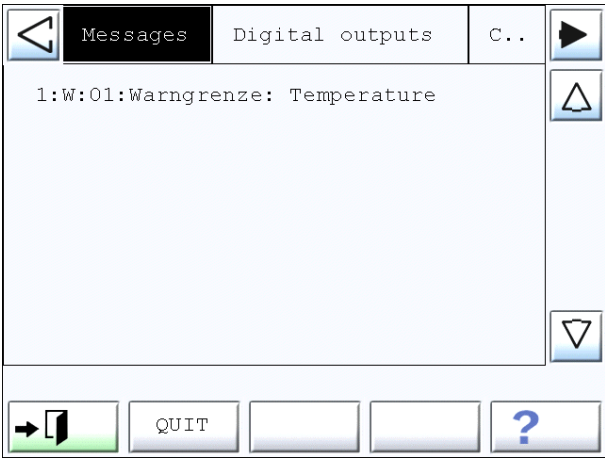 Messages Digital outputs C..
1:W:01:Warngrenze: Temperature
QUIT ?